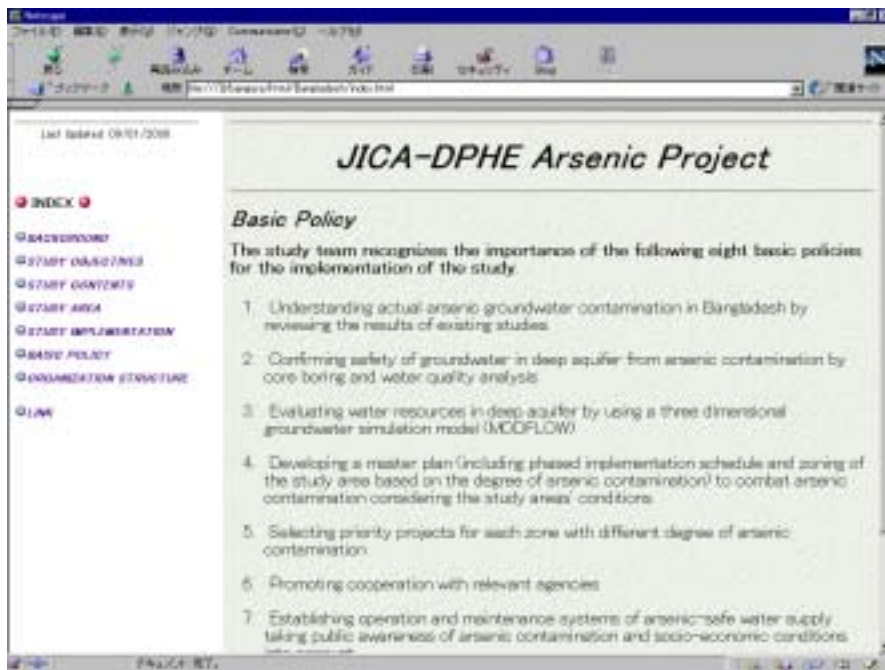 Netscape
Communicator
Last Updated 09/01/2000
JICA-DPHE Arsenic Project
INDEX
BACKGROUND
STUDY OBJECTIVES
STUDY CONTENTS
STUDY AREA
STUDY IMPLEMENTATION
BASIC POLICY
ORGANIZATION STRUCTURE
LINK
Basic Policy
The study team recognizes the importance of the following eight basic policies
for the implementation of the study.
1. Understanding actual arsenic groundwater contamination in Bangladesh by
reviewing the results of existing studies
2. Confirming safety of groundwater in deep aquifer from arsenic contamination by
core boring and water quality analysis
3. Evaluating water resources in deep aquifer by using a three dimensional
groundwater simulation model (MODFLOW)
4. Developing a master plan (including phased implementation schedule and zoning of
the study area based on the degree of arsenic contamination) to combat arsenic
contamination considering the study areas' conditions
5. Selecting priority projects for each zone with different degree of arsenic
contamination
6. Promoting cooperation with relevant agencies
7. Establishing operation and maintenance systems of arsenic-safe water supply
taking public awareness of arsenic contamination and socio-economic conditions